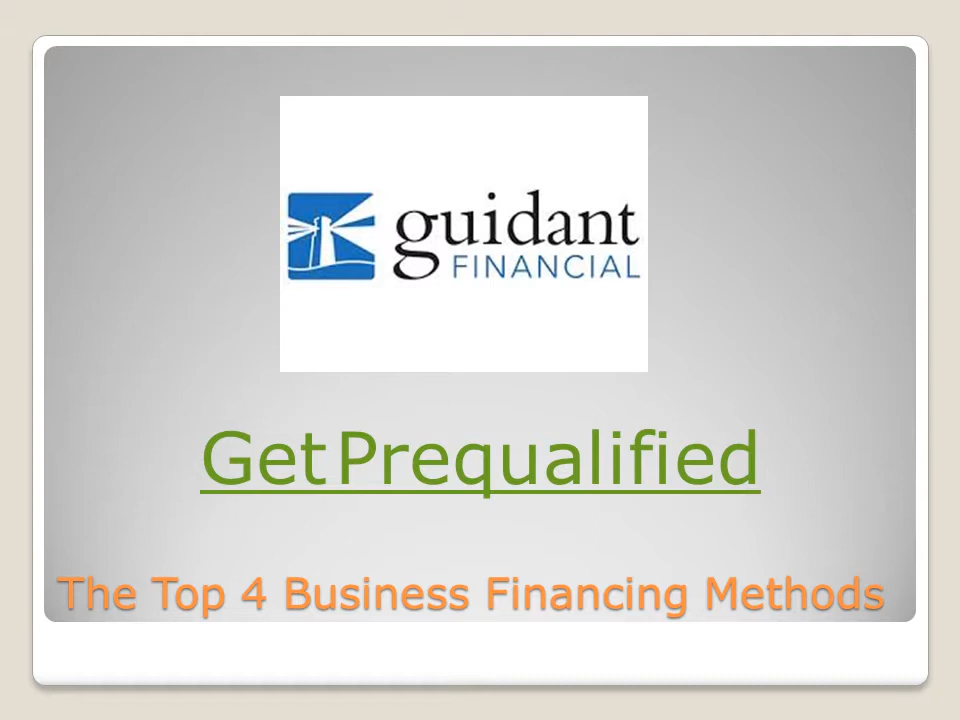 guidant
FINANCIAL
Get Prequalified
The Top 4 Business Financing Methods